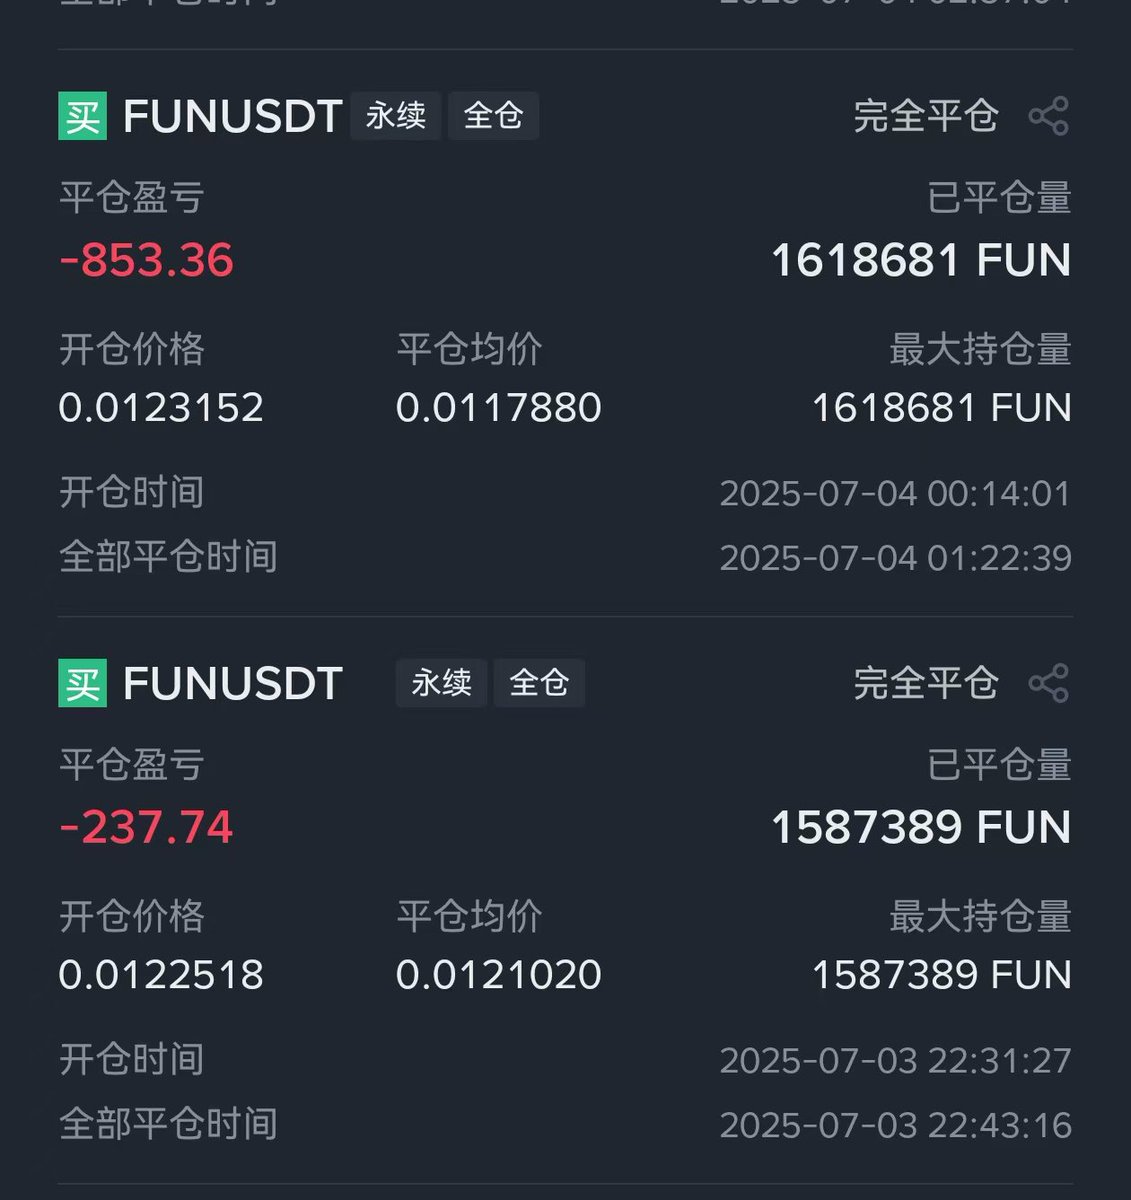 买 FUNUSDT 永续 全仓 完全平仓
平仓盈亏 已平仓量
-853.36 1618681 FUN
开仓价格 平仓均价 最大持仓量
0.0123152 0.0117880 1618681 FUN
开仓时间 2025-07-04 00:14:01
全部平仓时间 2025-07-04 01:22:39
买 FUNUSDT 永续 全仓 完全平仓
平仓盈亏 已平仓量
-237.74 1587389 FUN
开仓价格 平仓均价 最大持仓量
0.0122518 0.0121020 1587389 FUN
开仓时间 2025-07-03 22:31:27
全部平仓时间 2025-07-03 22:43:16